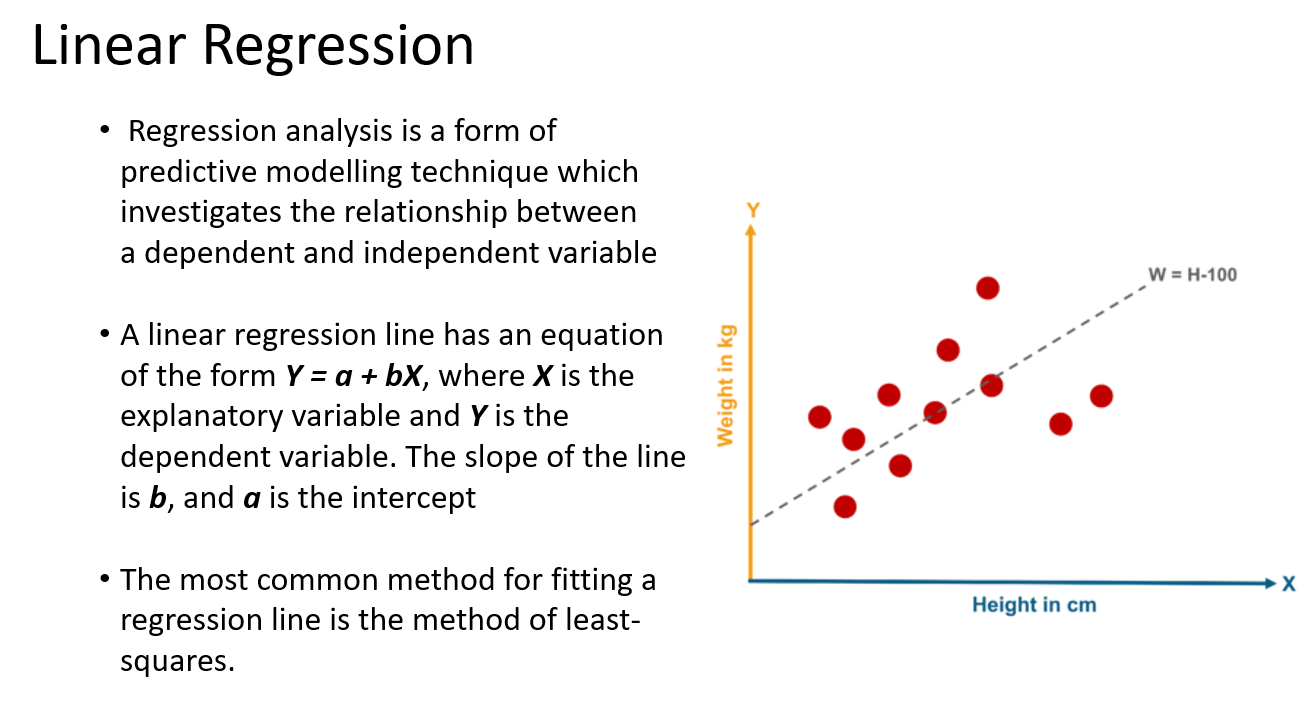 Linear Regression
• Regression analysis is a form of
predictive modelling technique which
investigates the relationship between
a dependent and independent variable
• A linear regression line has an equation
of the form Y = a + bX, where X is the
explanatory variable and Y is the
dependent variable. The slope of the line
is b, and a is the intercept
• The most common method for fitting a
regression line is the method of least-
squares.
Y
W = H-100
Weight in kg
X
Height in cm